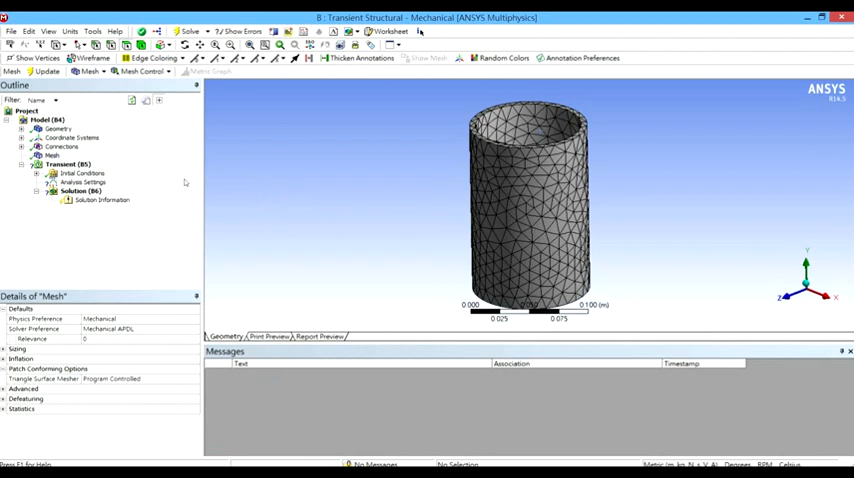 B : Transient Structural - Mechanical [ANSYS Multiphysics]
File Edit View Units Tools Help Solve Show Errors Worksheet
Show Vertices Wireframe Edge Coloring Thicken Annotations Show Mesh Random Colors Annotation Preferences
Mesh Update Mesh Mesh Control Metric Graph
Outline
Filter: Name
Project
Model (B4)
Geometry
Coordinate Systems
Connections
Mesh
Transient (B5)
Initial Conditions
Analysis Settings
Solution (B6)
Solution Information
Details of "Mesh"
Defaults
Physics Preference Mechanical
Solver Preference Mechanical APDL
Relevance 0
Sizing
Inflation
Patch Conforming Options
Triangle Surface Mesher Program Controlled
Advanced
Defeaturing
Statistics
ANSYS
R14.5
Y
Z X
0.000 0.050 0.100 (m)
0.025 0.075
Geometry Print Preview Report Preview
Messages
Text Association Timestamp
Press F1 for Help No Messages No Selection Metric (m, kg, N, s, V, A) Degrees RPM Celsius